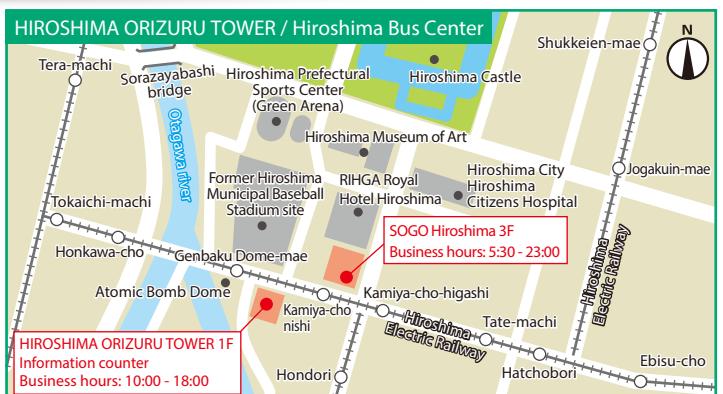 HIROSHIMA ORIZURU TOWER / Hiroshima Bus Center
N
Shukkeien-mae
Tera-machi
Sorazayabashi
bridge
Hiroshima Prefectural
Sports Center
(Green Arena)
Hiroshima Castle
Otagawa river
Hiroshima Museum of Art
Jogakuin-mae
Former Hiroshima
Municipal Baseball
Stadium site
RIHGA Royal
Hotel Hiroshima
Hiroshima City
Hiroshima
Citizens Hospital
Tokaichi-machi
SOGO Hiroshima 3F
Business hours: 5:30 - 23:00
Honkawa-cho
Genbaku Dome-mae
Hiroshima
Electric Railway
Atomic Bomb Dome
Kamiya-cho
nishi
Kamiya-cho-higashi
Hiroshima
Electric Railway
Tate-machi
HIROSHIMA ORIZURU TOWER 1F
Information counter
Business hours: 10:00 - 18:00
Hondori
Hatchobori
Ebisu-cho